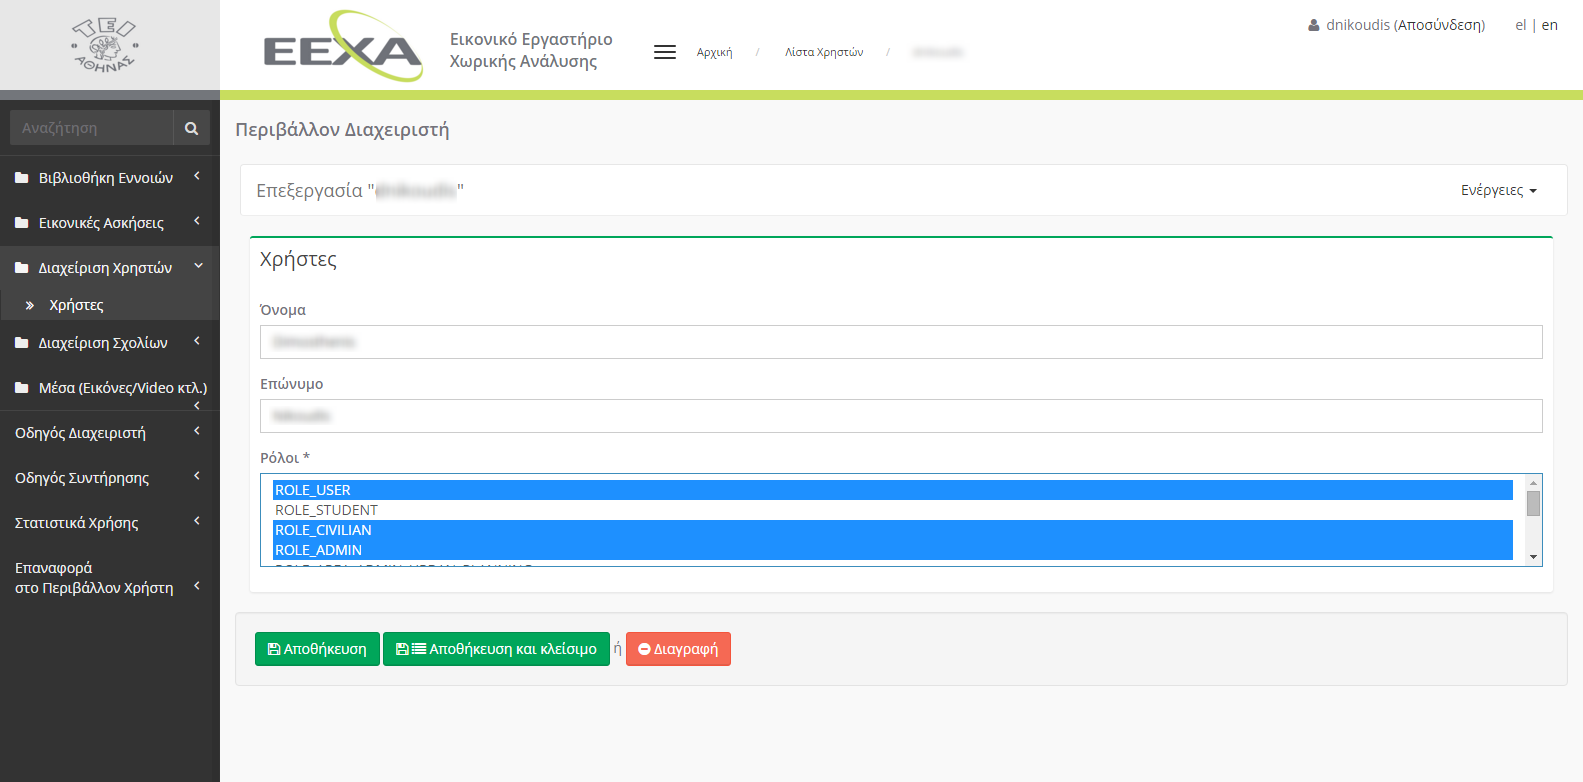 ΤΕΙ
ΑΘΗΝΑΣ
ΕΕΧΑ
Εικονικό Εργαστήριο
Χωρικής Ανάλυσης
Αρχική / Λίστα Χρηστών /
dnikoudis (Αποσύνδεση) el | en
Αναζήτηση
Βιβλιοθήκη Εννοιών
Εικονικές Ασκήσεις
Διαχείριση Χρηστών
» Χρήστες
Διαχείριση Σχολίων
Μέσα (Εικόνες/Video κτλ.)
Οδηγός Διαχειριστή
Οδηγός Συντήρησης
Στατιστικά Χρήσης
Επαναφορά
στο Περιβάλλον Χρήστη
Περιβάλλον Διαχειριστή
Επεξεργασία " "
Ενέργειες
Χρήστες
Όνομα
Επώνυμο
Ρόλοι *
ROLE_USER
ROLE_STUDENT
ROLE_CIVILIAN
ROLE_ADMIN
Αποθήκευση Αποθήκευση και κλείσιμο ή Διαγραφή